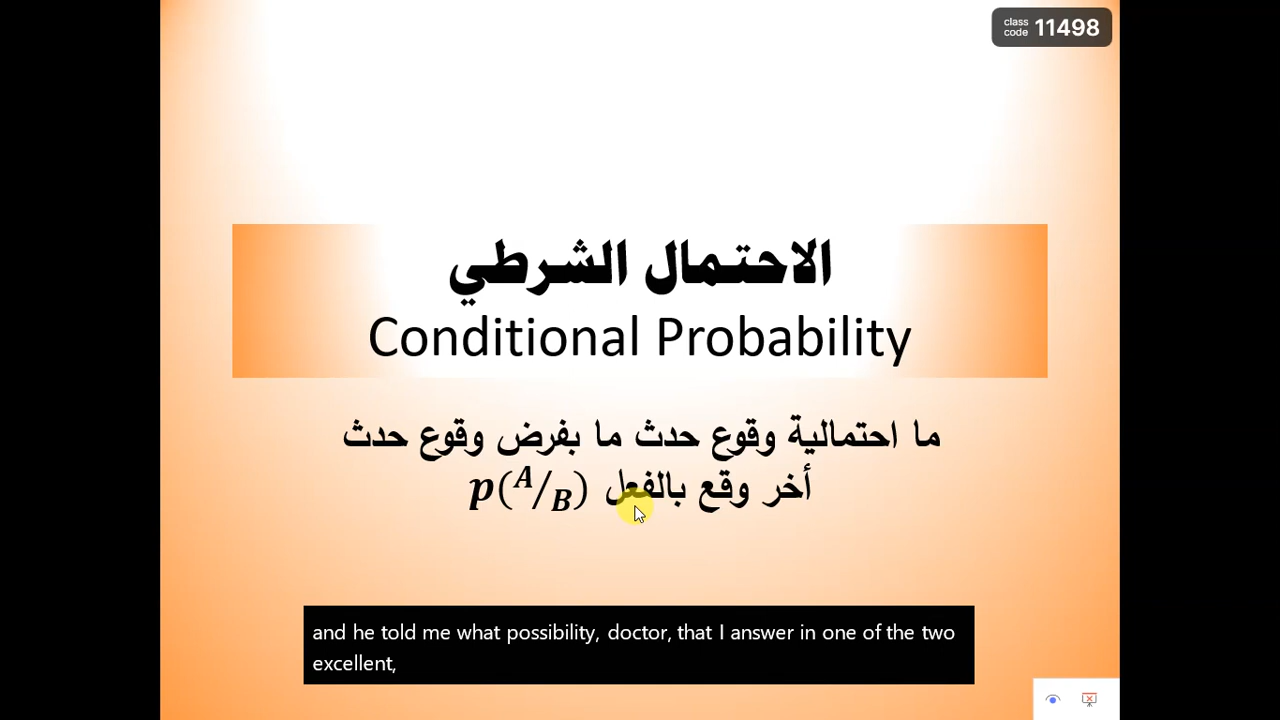 class code 11498
الاحتمال الشرطي
Conditional Probability
ما احتمالية وقوع حدث ما بفرض وقوع حدث
أخر وقع بالفعل p(A/B)
and he told me what possibility, doctor, that I answer in one of the two
excellent,